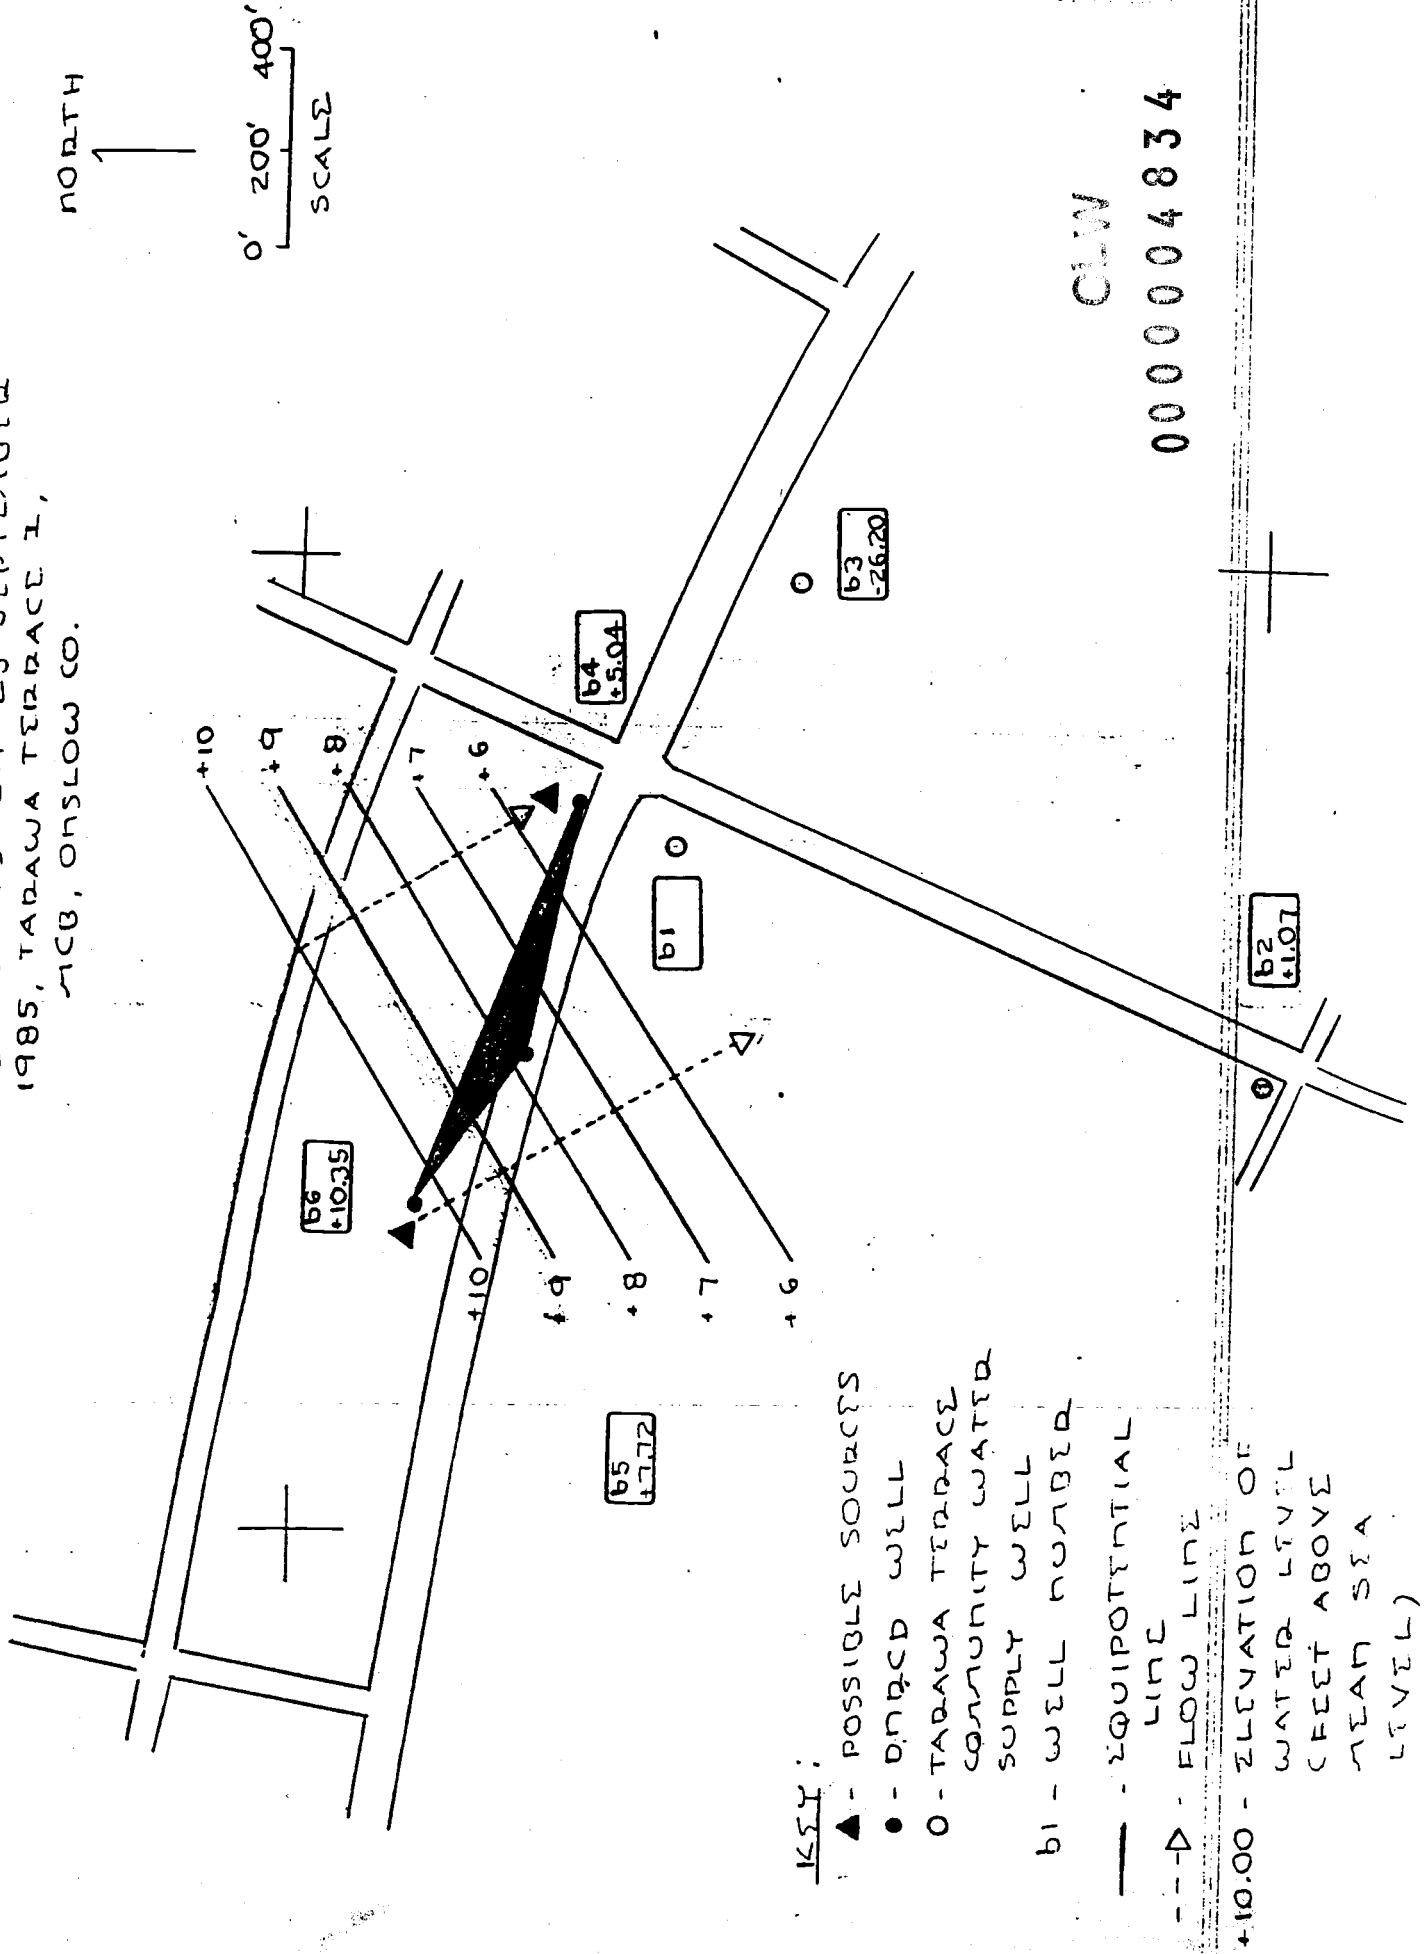 1985, TARAWA TERRACE I,
MCB, ONSLOW CO.
NORTH
0' 200' 400'
SCALE
+10
+9
+8
+7
+6
b6
+10.35
b4
+5.04
b3
-26.20
b1
b5
+7.72
b2
+1.07
+10
+9
+8
+7
+6
KEY:
▲ - POSSIBLE SOURCES
● - DNRCD WELL
O - TARAWA TERRACE
COMMUNITY WATER
SUPPLY WELL
b1 - WELL NUMBER
- EQUIPOTENTIAL
LINE
- FLOW LINE
+10.00 - ELEVATION OF
WATER LEVEL
(FEET ABOVE
MEAN SEA
LEVEL)
CLW
0000004834